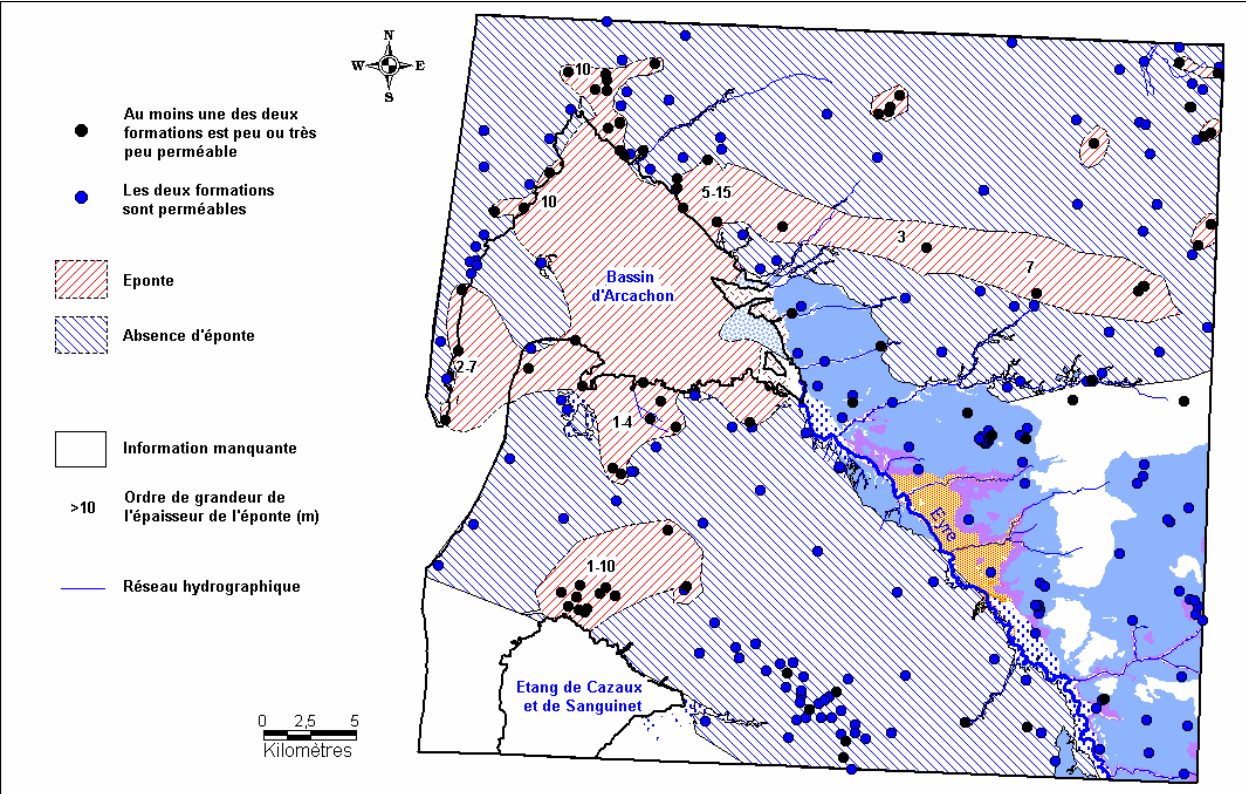 N
W
E
S
Au moins une des deux
formations est peu ou très
peu perméable
Les deux formations
sont perméables
Eponte
Absence d'éponte
Information manquante
>10
Ordre de grandeur de
l'épaisseur de l'éponte (m)
Réseau hydrographique
0
2,5
5
Kilomètres
10
10
5-15
3
7
Bassin
d'Arcachon
2-7
1-4
Eyre
1-10
Etang de Cazaux
et de Sanguinet